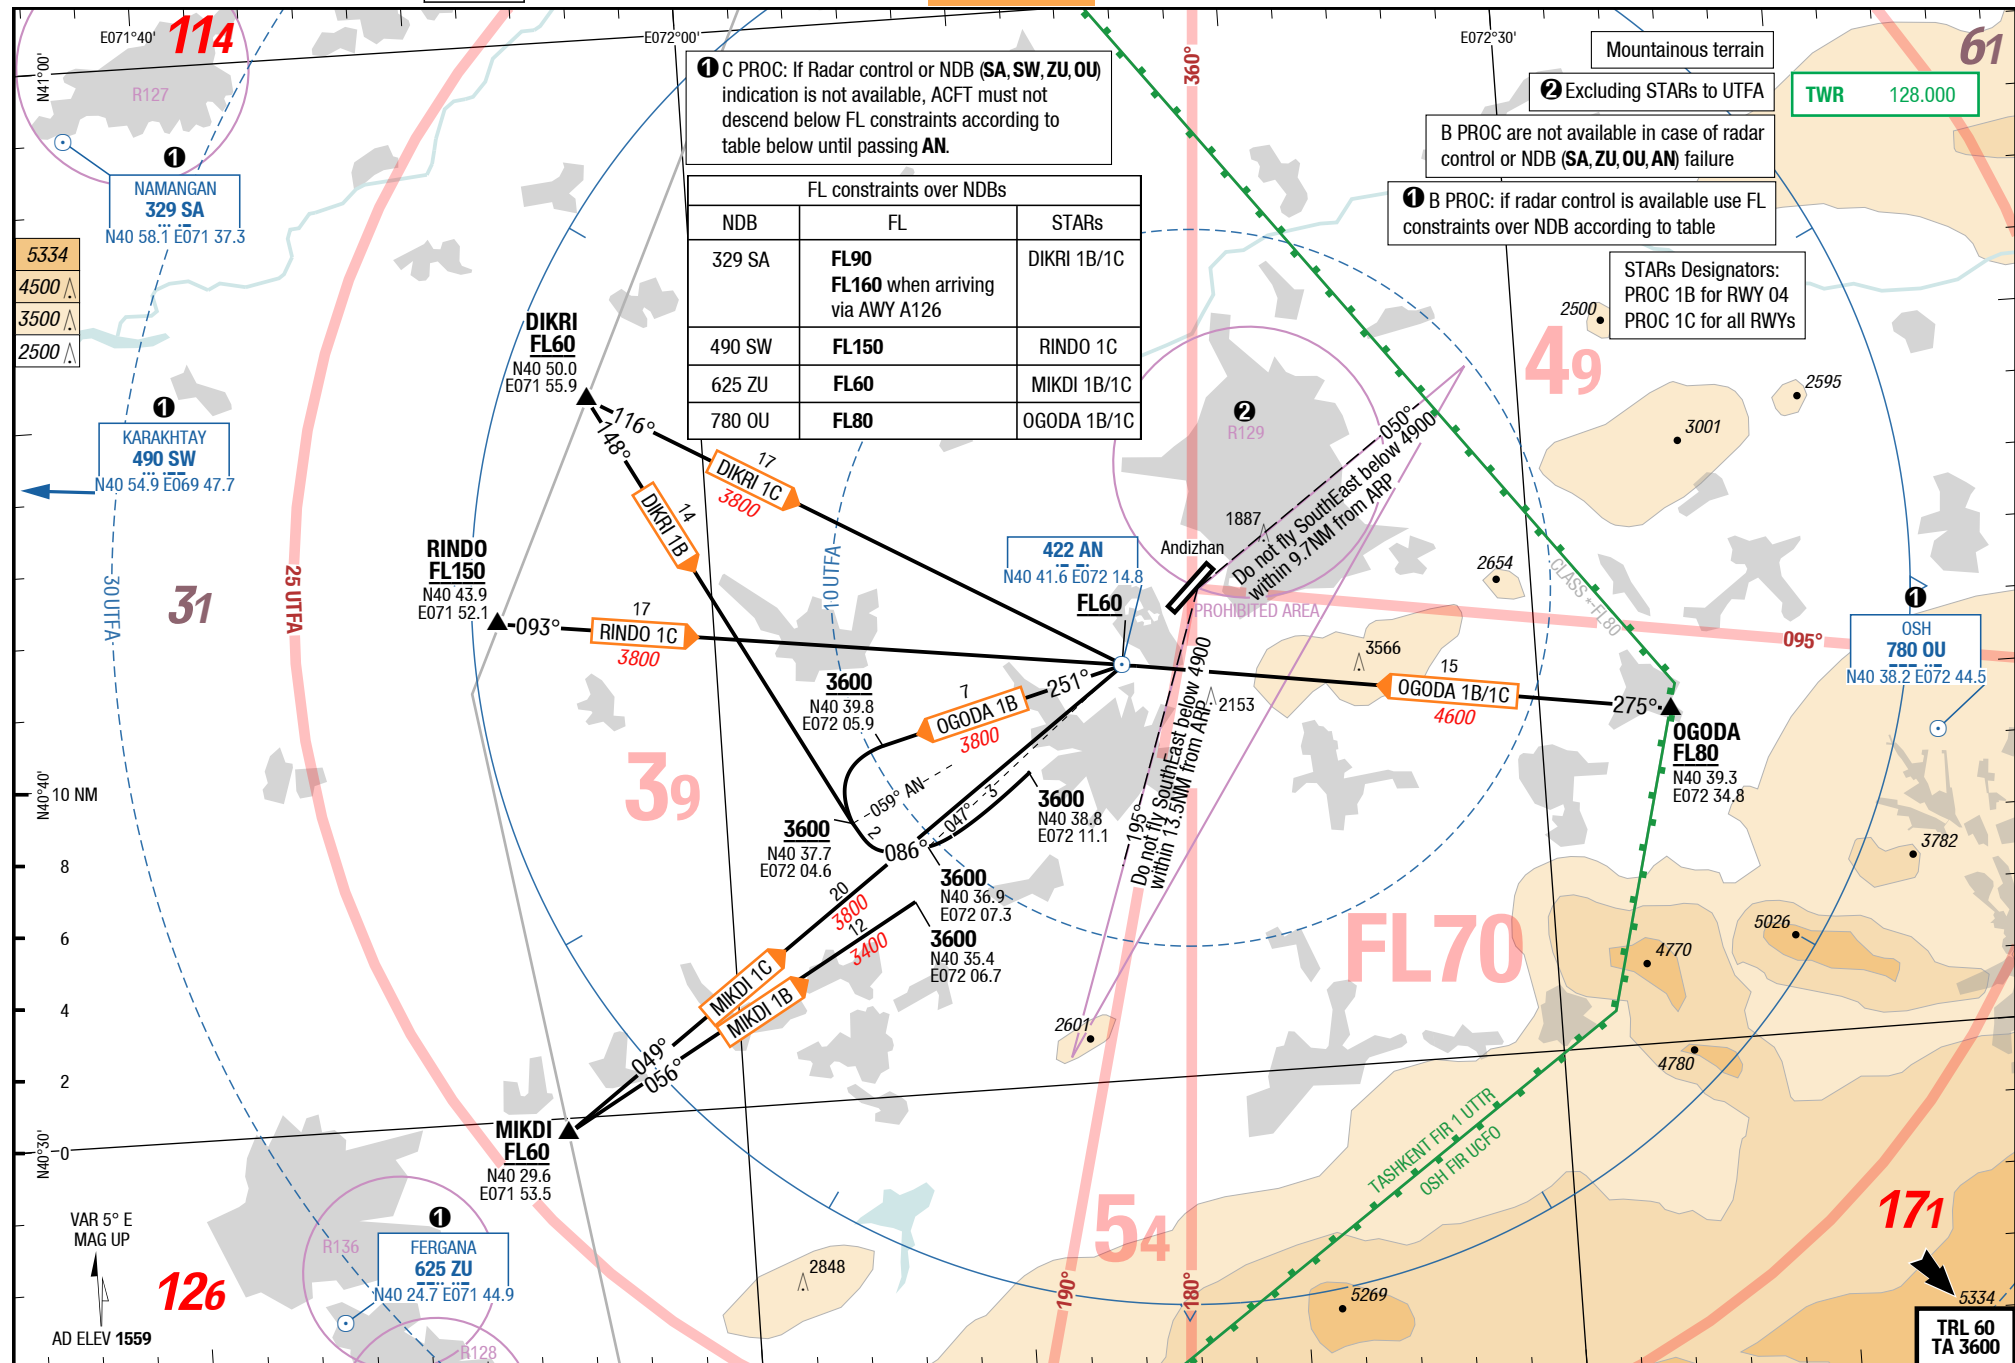 E071°40'
114
E072°00'
E072°30'
61
N41°00'
R127
360°
❶ C PROC: If Radar control or NDB (SA, SW, ZU, OU)
indication is not available, ACFT must not
descend below FL constraints according to
table below until passing AN.
Mountainous terrain
❷ Excluding STARs to UTFA
TWR 128.000
B PROC are not available in case of radar
control or NDB (SA, ZU, OU, AN) failure
❶ B PROC: if radar control is available use FL
constraints over NDB according to table
STARs Designators:
PROC 1B for RWY 04
PROC 1C for all RWYs
❶
NAMANGAN
329 SA
N40 58.1 E071 37.3
5334
4500
3500
2500
FL constraints over NDBs
NDB FL STARs
329 SA FL90 DIKRI 1B/1C
FL160 when arriving
via AWY A126
490 SW FL150 RINDO 1C
625 ZU FL60 MIKDI 1B/1C
780 OU FL80 OGODA 1B/1C
DIKRI
FL60
N40 50.0
E071 55.9
116°
148°
17
DIKRI 1C
3800
14
DIKRI 1B
2500
49
2595
3001
❷
R129
050°
Do not fly SouthEast below 4900
within 9.7NM from ARP
1887
❶
KARAKHTAY
490 SW
N40 54.9 E069 47.7
RINDO
FL150
N40 43.9
E071 52.1
093°
17
RINDO 1C
3800
30 UTFA
31
25 UTFA
10 UTFA
422 AN
N40 41.6 E072 14.8
FL60
Andizhan
PROHIBITED AREA
2654
CLASS * FL80
095°
❶
OSH
780 OU
N40 38.2 E072 44.5
3566
15
OGODA 1B/1C
4600
275°
OGODA
FL80
N40 39.3
E072 34.8
2153
195°
Do not fly SouthEast below 4900
within 13.5NM from ARP
251°
7
OGODA 1B
3800
3600
N40 39.8
E072 05.9
39
059° AN
047°
3
3600
N40 38.8
E072 11.1
3600
N40 37.7
E072 04.6
2
086°
3600
N40 36.9
E072 07.3
3600
N40 35.4
E072 06.7
20
3800
12
3400
MIKDI 1C
MIKDI 1B
049°
056°
MIKDI
FL60
N40 29.6
E071 53.5
N40°40'
10 NM
8
6
4
2
0
N40°30'
FL70
3782
5026
4770
4780
2601
TASHKENT FIR 1 UTTR
OSH FIR UCFO
54
190°
180°
171
5334
5269
2848
VAR 5° E
MAG UP
AD ELEV 1559
126
R136
❶
FERGANA
625 ZU
N40 24.7 E071 44.9
R128
TRL 60
TA 3600